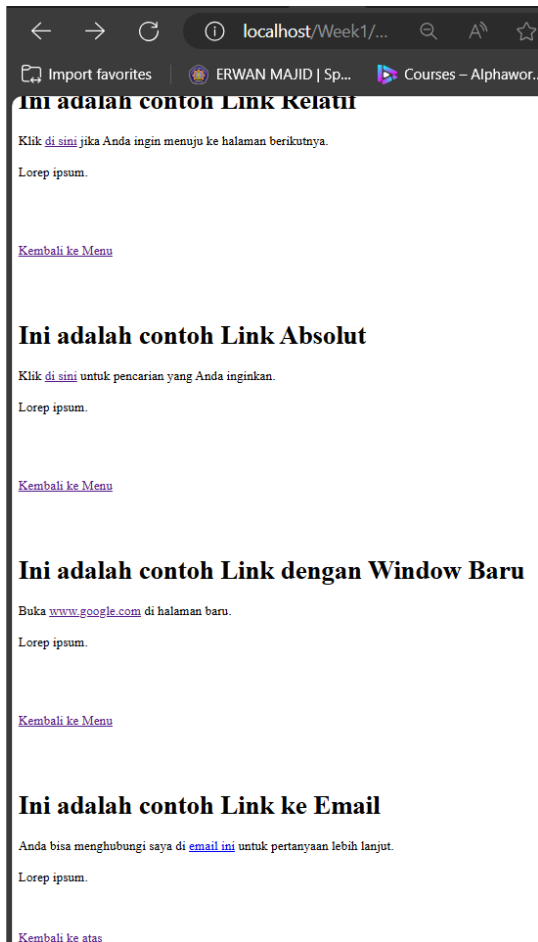 localhost/Week1/...
Import favorites
ERWAN MAJID | Sp...
Courses – Alphawor..
Ini adalah contoh Link Relatif
Klik di sini jika Anda ingin menuju ke halaman berikutnya.
Lorep ipsum.
Kembali ke Menu
Ini adalah contoh Link Absolut
Klik di sini untuk pencarian yang Anda inginkan.
Lorep ipsum.
Kembali ke Menu
Ini adalah contoh Link dengan Window Baru
Buka www.google.com di halaman baru.
Lorep ipsum.
Kembali ke Menu
Ini adalah contoh Link ke Email
Anda bisa menghubungi saya di email ini untuk pertanyaan lebih lanjut.
Lorep ipsum.
Kembali ke atas